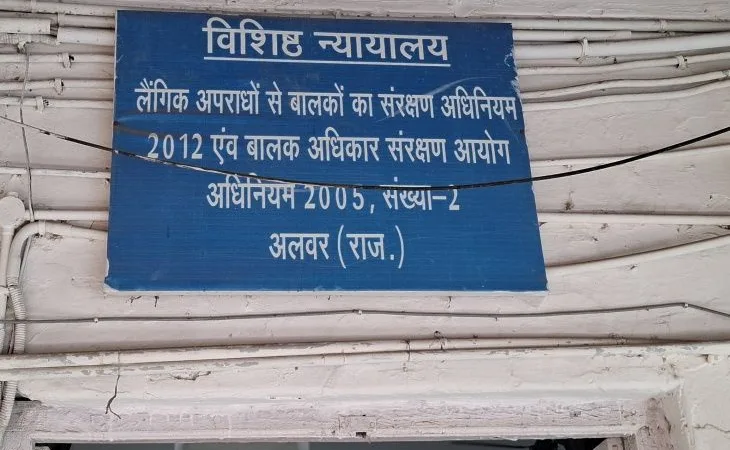 विशिष्ठ न्यायालय
लैंगिक अपराधों से बालकों का संरक्षण अधिनियम
2012 एंव बालक अधिकार संरक्षण आयोग
अधिनियम 2005, संख्या-2
अलवर (राज.)